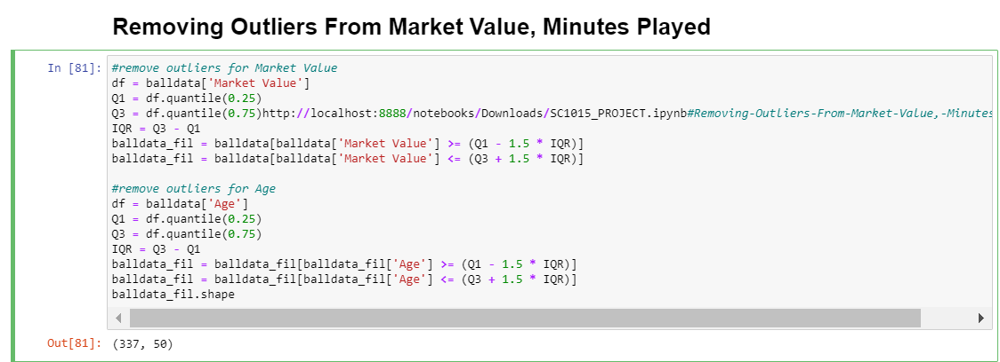 Removing Outliers From Market Value, Minutes Played
In [81]: #remove outliers for Market Value
df = balldata['Market Value']
Q1 = df.quantile(0.25)
Q3 = df.quantile(0.75)http://localhost:8888/notebooks/Downloads/SC1015_PROJECT.ipynb#Removing-Outliers-From-Market-Value,-Minutes
IQR = Q3 - Q1
balldata_fil = balldata[balldata['Market Value'] >= (Q1 - 1.5 * IQR)]
balldata_fil = balldata[balldata['Market Value'] <= (Q3 + 1.5 * IQR)]
#remove outliers for Age
df = balldata['Age']
Q1 = df.quantile(0.25)
Q3 = df.quantile(0.75)
IQR = Q3 - Q1
balldata_fil = balldata_fil[balldata_fil['Age'] >= (Q1 - 1.5 * IQR)]
balldata_fil = balldata_fil[balldata_fil['Age'] <= (Q3 + 1.5 * IQR)]
balldata_fil.shape
Out[81]: (337, 50)